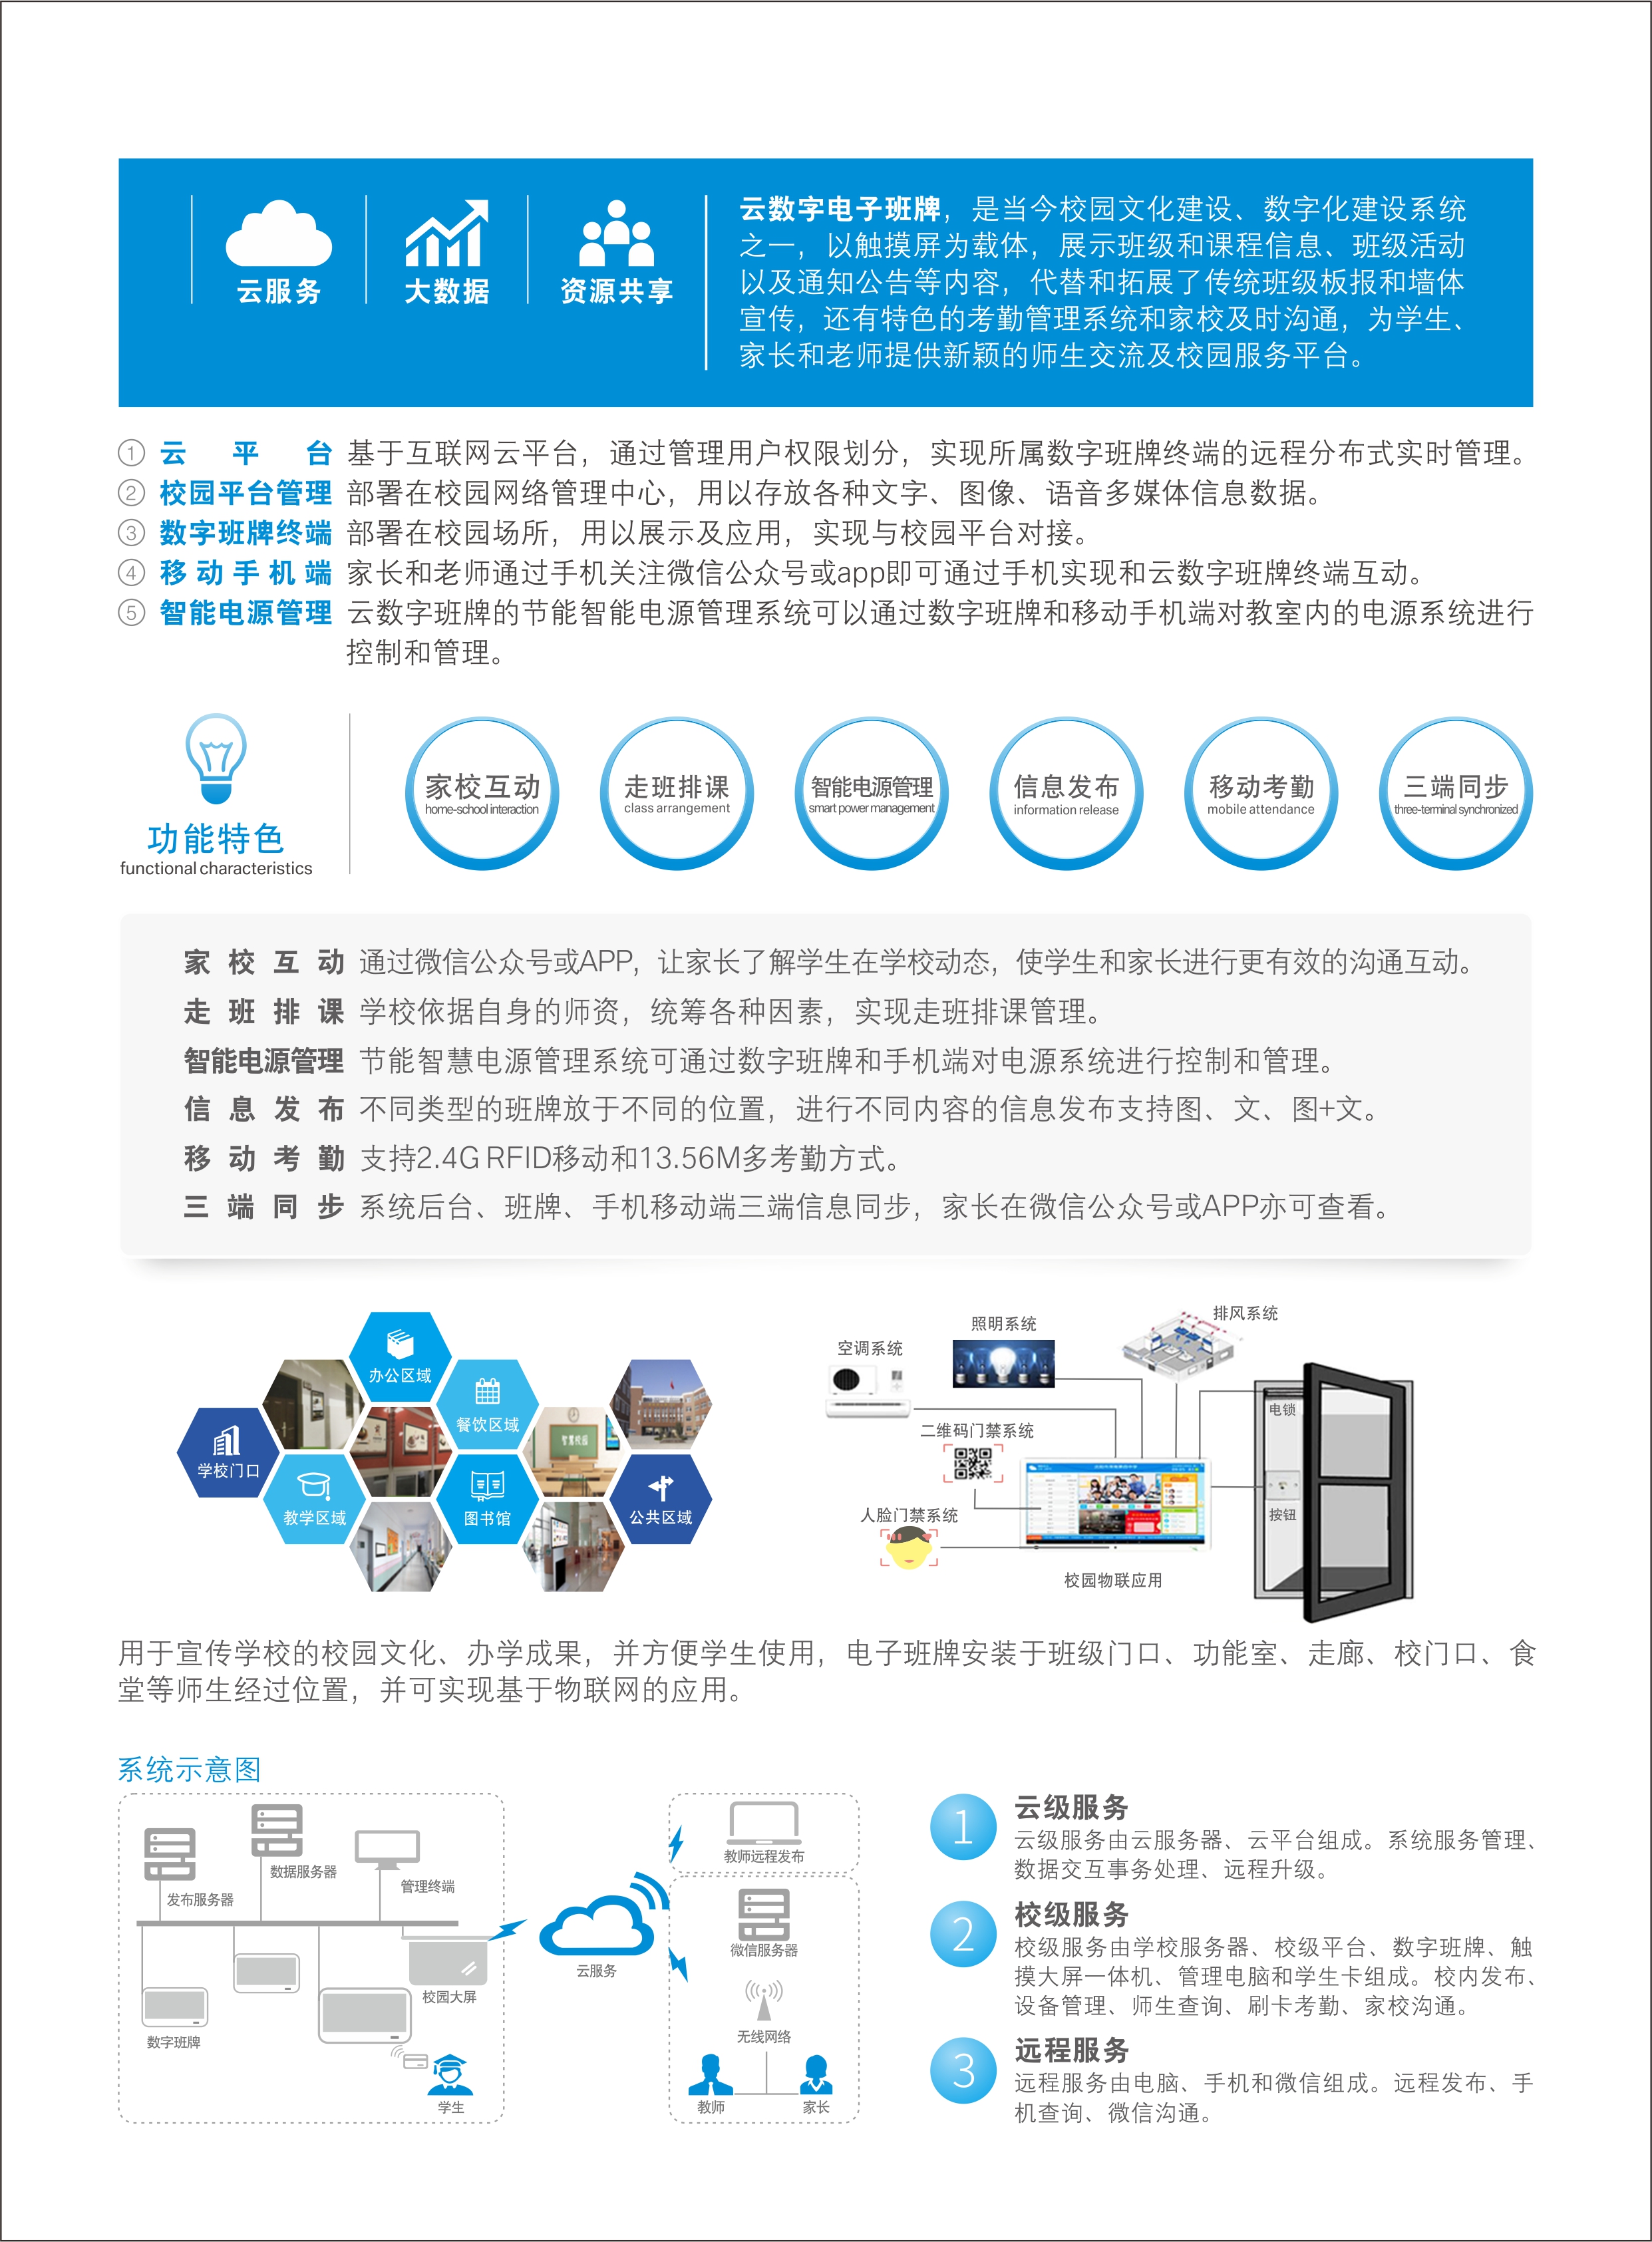 云服务
大数据
资源共享
云数字电子班牌，是当今校园文化建设、数字化建设系统
之一，以触摸屏为载体，展示班级和课程信息、班级活动
以及通知公告等内容，代替和拓展了传统班级板报和墙体
宣传，还有特色的考勤管理系统和家校及时沟通，为学生、
家长和老师提供新颖的师生交流及校园服务平台。
① 云平台 基于互联网云平台，通过管理用户权限划分，实现所属数字班牌终端的远程分布式实时管理。
② 校园平台管理 部署在校园网络管理中心，用以存放各种文字、图像、语音多媒体信息数据。
③ 数字班牌终端 部署在校园场所，用以展示及应用，实现与校园平台对接。
④ 移动手机端 家长和老师通过手机关注微信公众号或app即可通过手机实现和云数字班牌终端互动。
⑤ 智能电源管理 云数字班牌的节能智能电源管理系统可以通过数字班牌和移动手机端对教室内的电源系统进行
控制和管理。
功能特色
functional characteristics
家校互动
home-school interaction
走班排课
class arrangement
智能电源管理
smart power management
信息发布
information release
移动考勤
mobile attendance
三端同步
three-terminal synchronized
家校互动 通过微信公众号或APP，让家长了解学生在学校动态，使学生和家长进行更有效的沟通互动。
走班排课 学校依据自身的师资，统筹各种因素，实现走班排课管理。
智能电源管理 节能智慧电源管理系统可通过数字班牌和手机端对电源系统进行控制和管理。
信息发布 不同类型的班牌放于不同的位置，进行不同内容的信息发布支持图、文、图+文。
移动考勤 支持2.4G RFID移动和13.56M多考勤方式。
三端同步 系统后台、班牌、手机移动端三端信息同步，家长在微信公众号或APP亦可查看。
办公区域
餐饮区域
学校门口
智慧校园
教学区域
图书馆
公共区域
排风系统
照明系统
空调系统
电锁
二维码门禁系统
人脸门禁系统
按钮
校园物联应用
用于宣传学校的校园文化、办学成果，并方便学生使用，电子班牌安装于班级门口、功能室、走廊、校门口、食
堂等师生经过位置，并可实现基于物联网的应用。
系统示意图
发布服务器
数据服务器
管理终端
校园大屏
数字班牌
学生
云服务
教师远程发布
微信服务器
无线网络
教师
家长
1 云级服务
云级服务由云服务器、云平台组成。系统服务管理、
数据交互事务处理、远程升级。
2 校级服务
校级服务由学校服务器、校级平台、数字班牌、触
摸大屏一体机、管理电脑和学生卡组成。校内发布、
设备管理、师生查询、刷卡考勤、家校沟通。
3 远程服务
远程服务由电脑、手机和微信组成。远程发布、手
机查询、微信沟通。